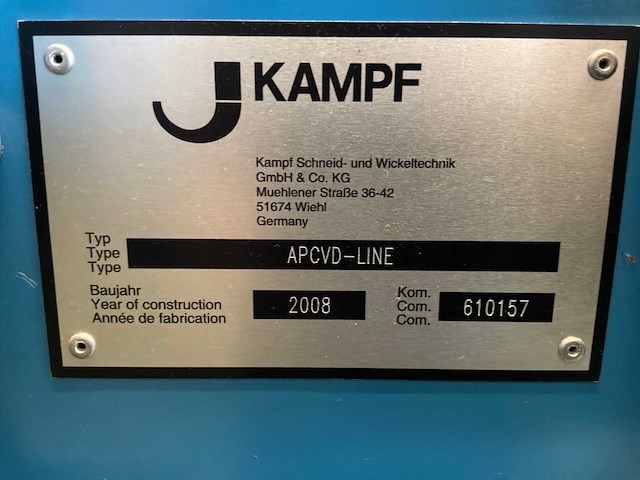 KAMPF
Kampf Schneid- und Wickeltechnik
GmbH & Co. KG
Muehlener Straße 36-42
51674 Wiehl
Germany
Typ
Type
Type
APCVD-LINE
Baujahr
Year of construction
Année de fabrication
2008
Kom.
Com.
Com.
610157